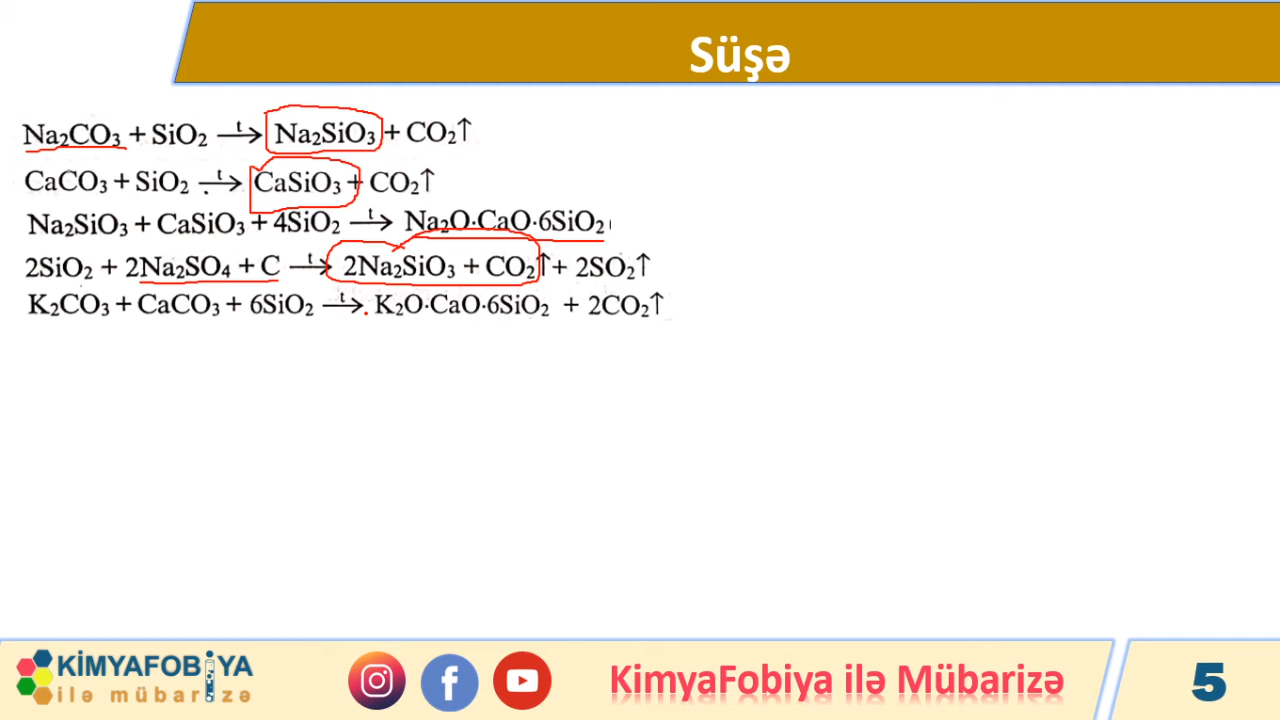 Süşə
Na₂CO₃ + SiO₂ —t→ Na₂SiO₃ + CO₂↑
CaCO₃ + SiO₂ —t→ CaSiO₃ + CO₂↑
Na₂SiO₃ + CaSiO₃ + 4SiO₂ —t→ Na₂O·CaO·6SiO₂
2SiO₂ + 2Na₂SO₄ + C —t→ 2Na₂SiO₃ + CO₂↑ + 2SO₂↑
K₂CO₃ + CaCO₃ + 6SiO₂ —t→ K₂O·CaO·6SiO₂ + 2CO₂↑
KİMYAFOBİYA
ilə mübarizə
KimyaFobiya ilə Mübarizə
5